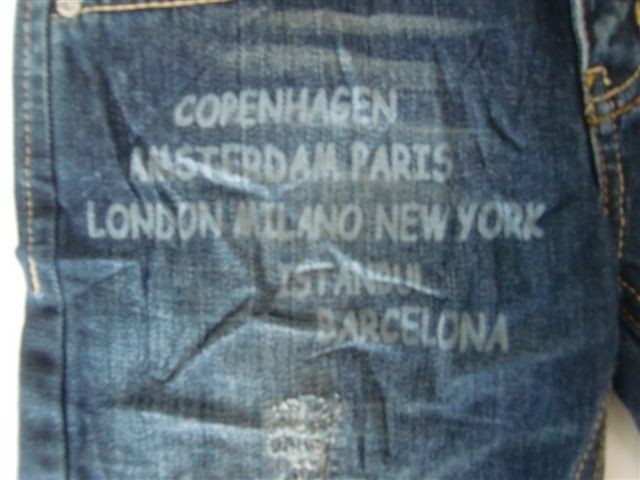 COPENHAGEN
AMSTERDAM PARIS
LONDON MILANO NEW YORK
ISTANBUL
BARCELONA